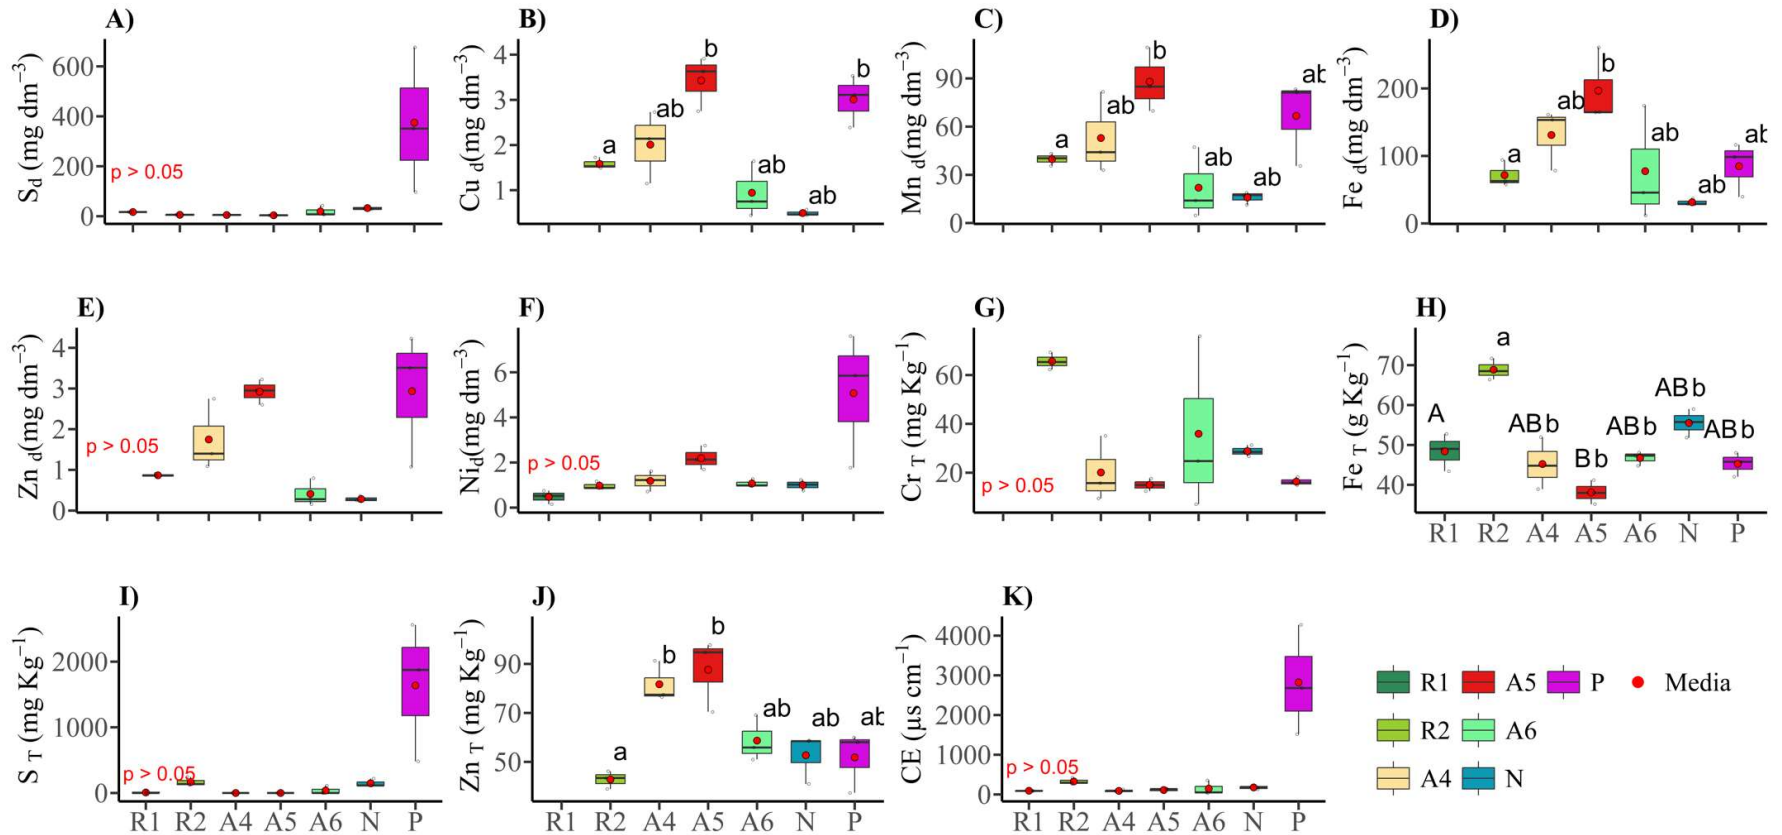 A)
S d (mg dm−3)
600
400
200
0
p > 0.05
B)
Cu d(mg dm−3)
4
3
2
1
a
ab
b
ab
ab
b
C)
Mn d(mg dm−3)
90
60
30
0
a
ab
b
ab
ab
ab
D)
Fe d(mg dm−3)
200
100
0
a
ab
b
ab
ab
ab
E)
Zn d(mg dm−3)
4
3
2
1
0
p > 0.05
F)
Nid(mg dm−3)
6
4
2
0
p > 0.05
G)
Cr T (mg Kg−1)
60
40
20
p > 0.05
H)
Fe T (g Kg−1)
70
60
50
40
A
a
ABb
Bb
ABb
ABb
ABb
R1 R2 A4 A5 A6 N P
I)
S T (mg Kg−1)
2000
1000
0
p > 0.05
R1 R2 A4 A5 A6 N P
J)
Zn T (mg Kg−1)
90
70
50
a
b
b
ab
ab
ab
R1 R2 A4 A5 A6 N P
K)
CE (µs cm−1)
4000
3000
2000
1000
0
p > 0.05
R1 R2 A4 A5 A6 N P
R1 A5 P Media
R2 A6
A4 N